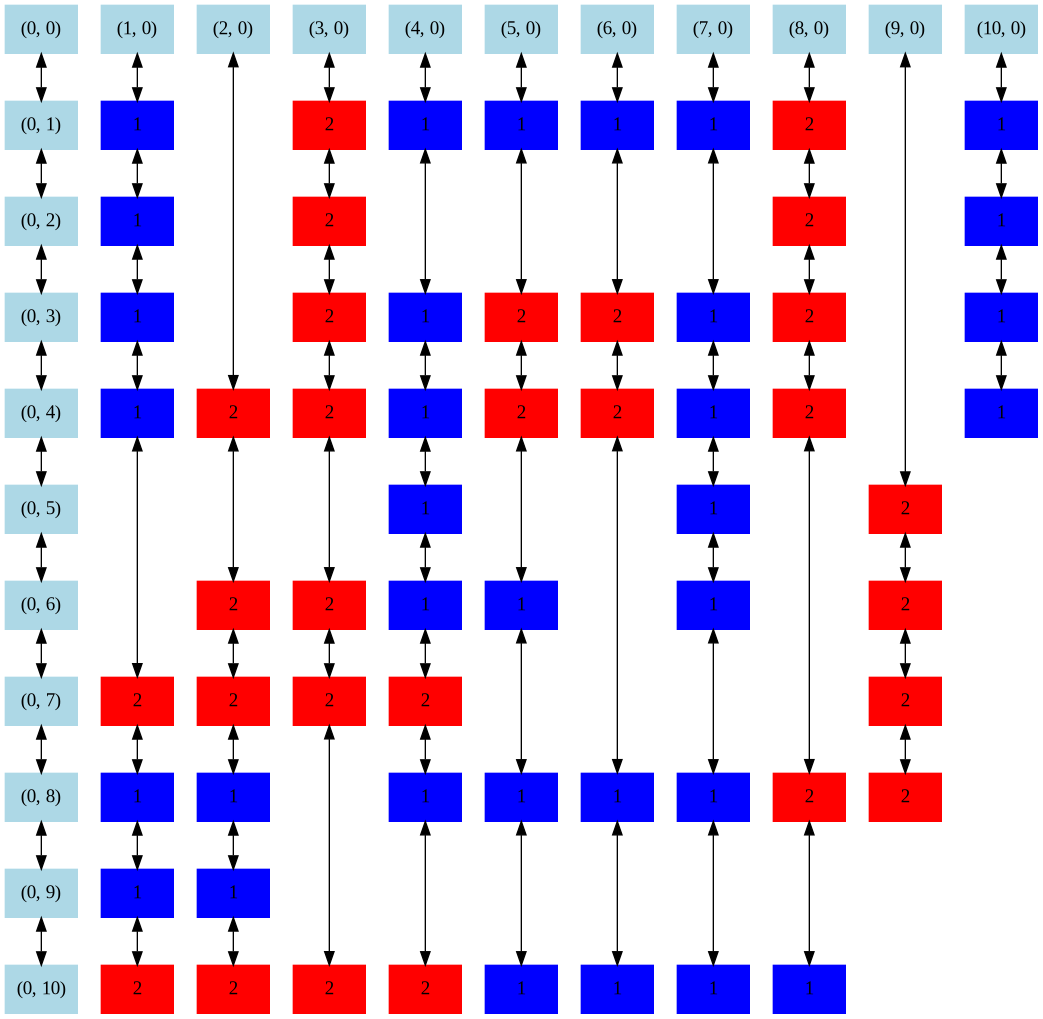 (0, 0) (1, 0) (2, 0) (3, 0) (4, 0) (5, 0) (6, 0) (7, 0) (8, 0) (9, 0) (10, 0)
(0, 1) 1 2 1 1 1 1 2 1
(0, 2) 1 2 2 1
(0, 3) 1 2 1 2 2 1 2 1
(0, 4) 1 2 2 1 2 2 1 2 1
(0, 5) 1 1 2
(0, 6) 2 2 1 1 1 2
(0, 7) 2 2 2 2 2
(0, 8) 1 1 1 1 1 1 2 2
(0, 9) 1 1
(0, 10) 2 2 2 2 1 1 1 1